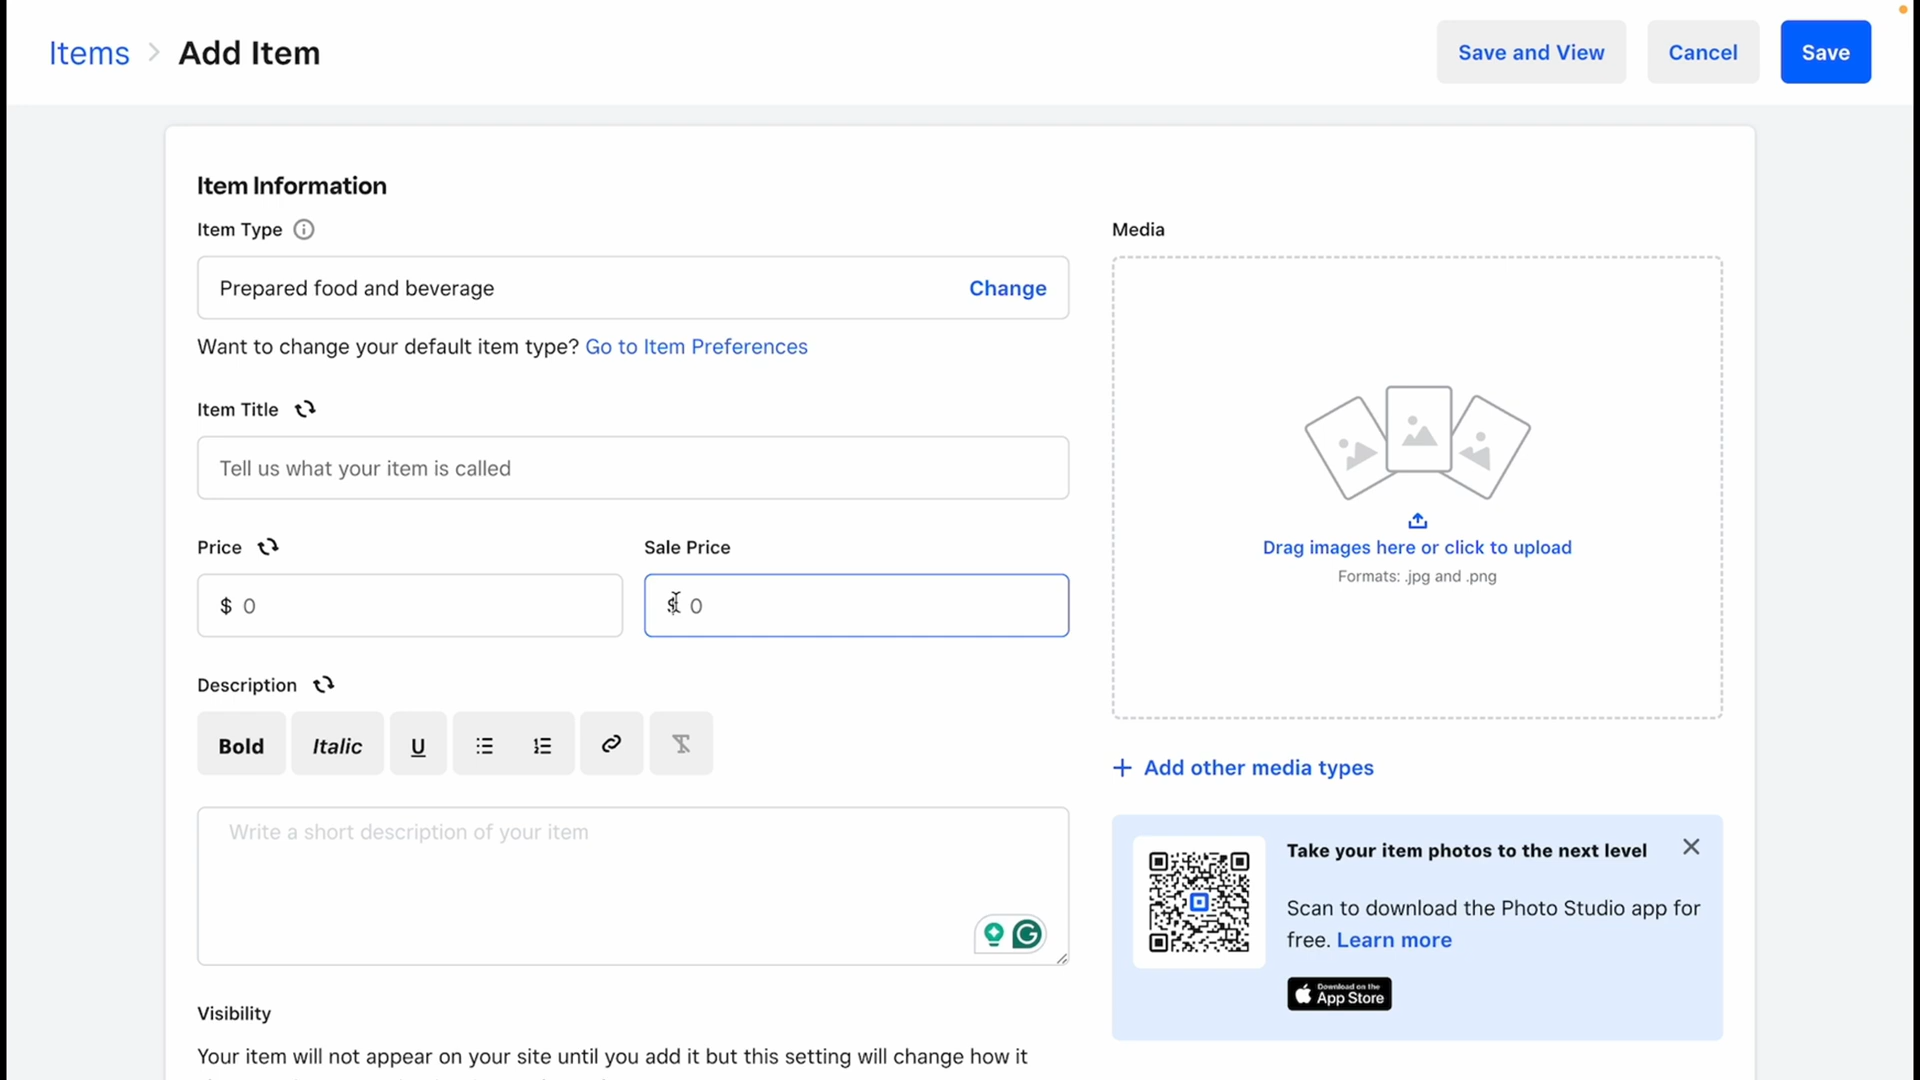 Items > Add Item
Save and View
Cancel
Save
Item Information
Item Type
Prepared food and beverage
Change
Want to change your default item type? Go to Item Preferences
Item Title
Tell us what your item is called
Price
Sale Price
$ 0
$ 0
Description
Bold
Italic
U
Write a short description of your item
Visibility
Your item will not appear on your site until you add it but this setting will change how it
Media
Drag images here or click to upload
Formats: .jpg and .png
+ Add other media types
Take your item photos to the next level
Scan to download the Photo Studio app for
free. Learn more
Download on the
App Store